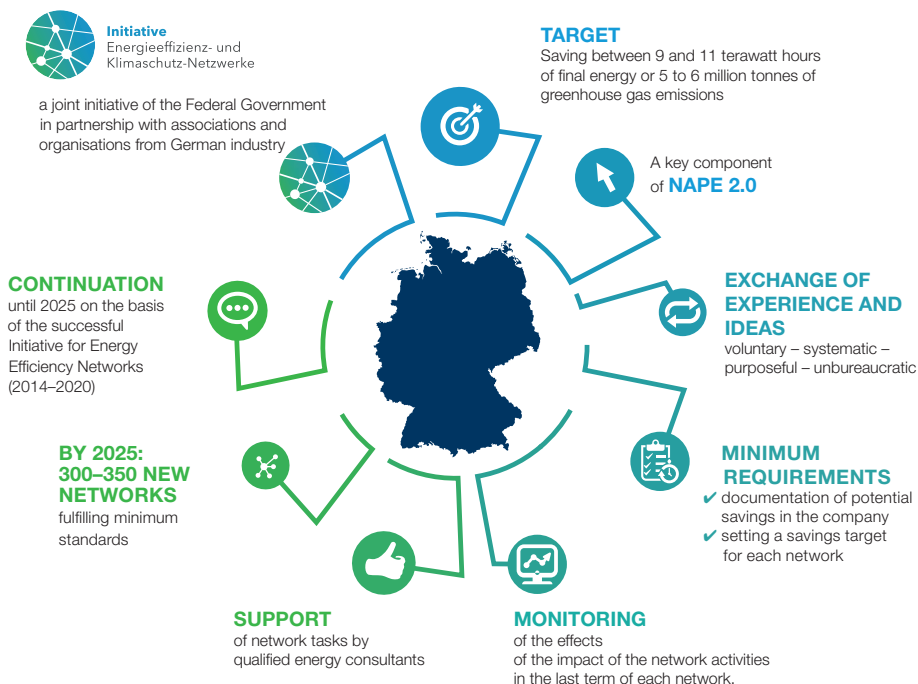 Initiative
Energieeffizienz- und
Klimaschutz-Netzwerke
a joint initiative of the Federal Government
in partnership with associations and
organisations from German industry
TARGET
Saving between 9 and 11 terawatt hours
of final energy or 5 to 6 million tonnes of
greenhouse gas emissions
A key component
of NAPE 2.0
EXCHANGE OF
EXPERIENCE AND
IDEAS
voluntary – systematic –
purposeful – unbureaucratic
MINIMUM
REQUIREMENTS
✔ documentation of potential
savings in the company
✔ setting a savings target
for each network
MONITORING
of the effects
of the impact of the network activities
in the last term of each network.
SUPPORT
of network tasks by
qualified energy consultants
BY 2025:
300–350 NEW
NETWORKS
fulfilling minimum
standards
CONTINUATION
until 2025 on the basis
of the successful
Initiative for Energy
Efficiency Networks
(2014–2020)